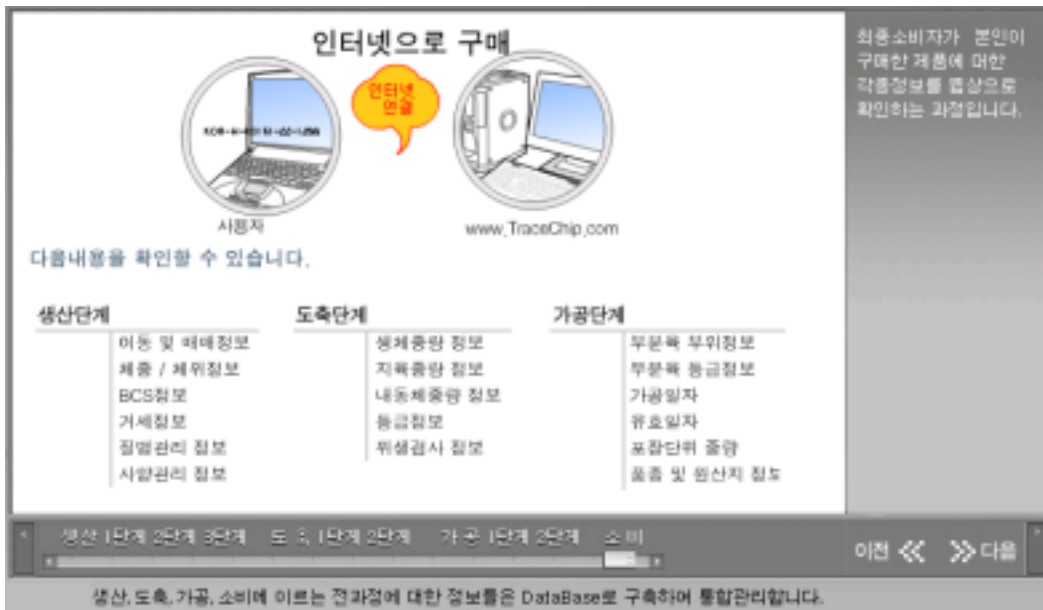 인터넷으로 구매
인터넷
연결
사용자
www.TraceChip.com
다음내용을 확인할 수 있습니다.
생산단계
이동 및 매매정보
체중 / 체위정보
BCS정보
거세정보
질병관리 정보
사양관리 정보
도축단계
생체중량 정보
지육중량 정보
내동체중량 정보
등급정보
위생검사 정보
가공단계
부분육 부위정보
부분육 등급정보
가공일자
유효일자
포장단위 중량
품종 및 원산지 정보
최종소비자가 본인이
구매한 제품에 대한
각종정보를 웹상으로
확인하는 과정입니다.
생산 1단계 2단계 3단계 도축 1단계 2단계 가공 1단계 2단계 소비
이전 다음
생산, 도축, 가공, 소비에 이르는 전과정에 대한 정보들은 DataBase로 구축하여 통합관리합니다.